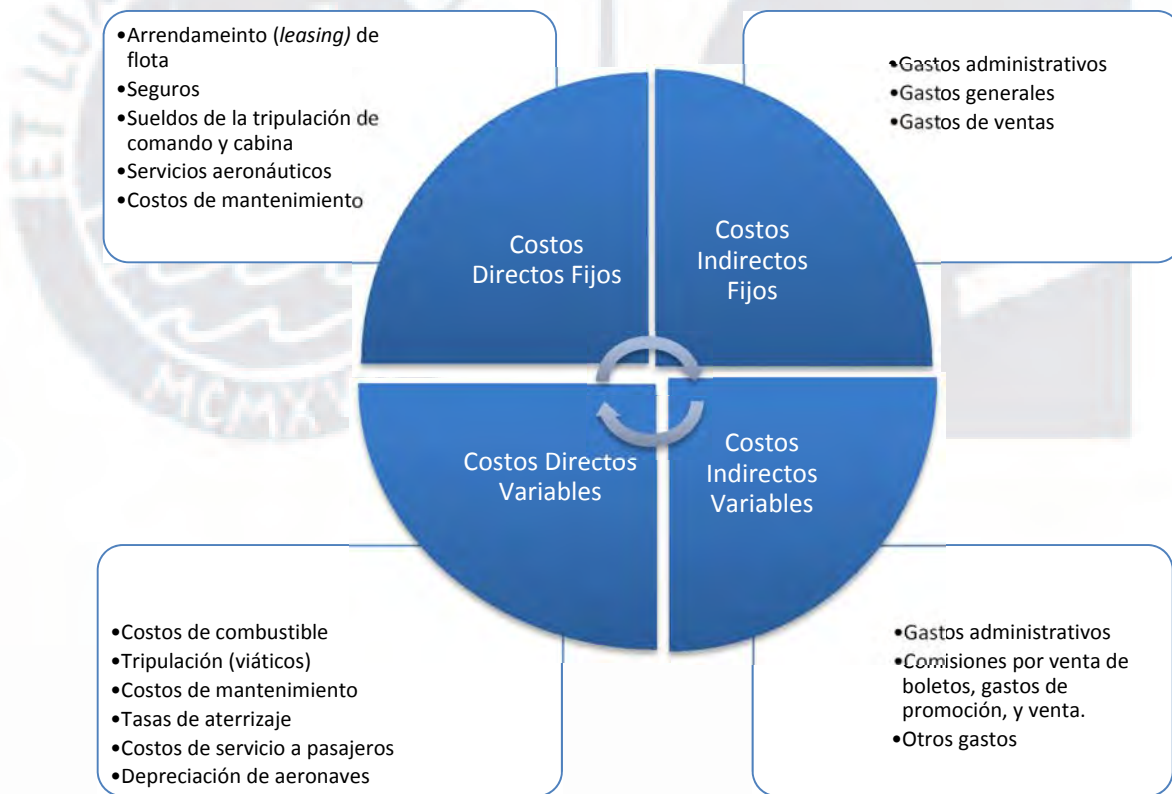 •Arrendameinto (leasing) de
flota
•Seguros
•Sueldos de la tripulación de
comando y cabina
•Servicios aeronáuticos
•Costos de mantenimiento
•Gastos administrativos
•Gastos generales
•Gastos de ventas
Costos
Directos Fijos
Costos
Indirectos
Fijos
Costos Directos
Variables
Costos
Indirectos
Variables
•Costos de combustible
•Tripulación (viáticos)
•Costos de mantenimiento
•Tasas de aterrizaje
•Costos de servicio a pasajeros
•Depreciación de aeronaves
•Gastos administrativos
•Comisiones por venta de
boletos, gastos de
promoción, y venta.
•Otros gastos
ET LU
MCMX